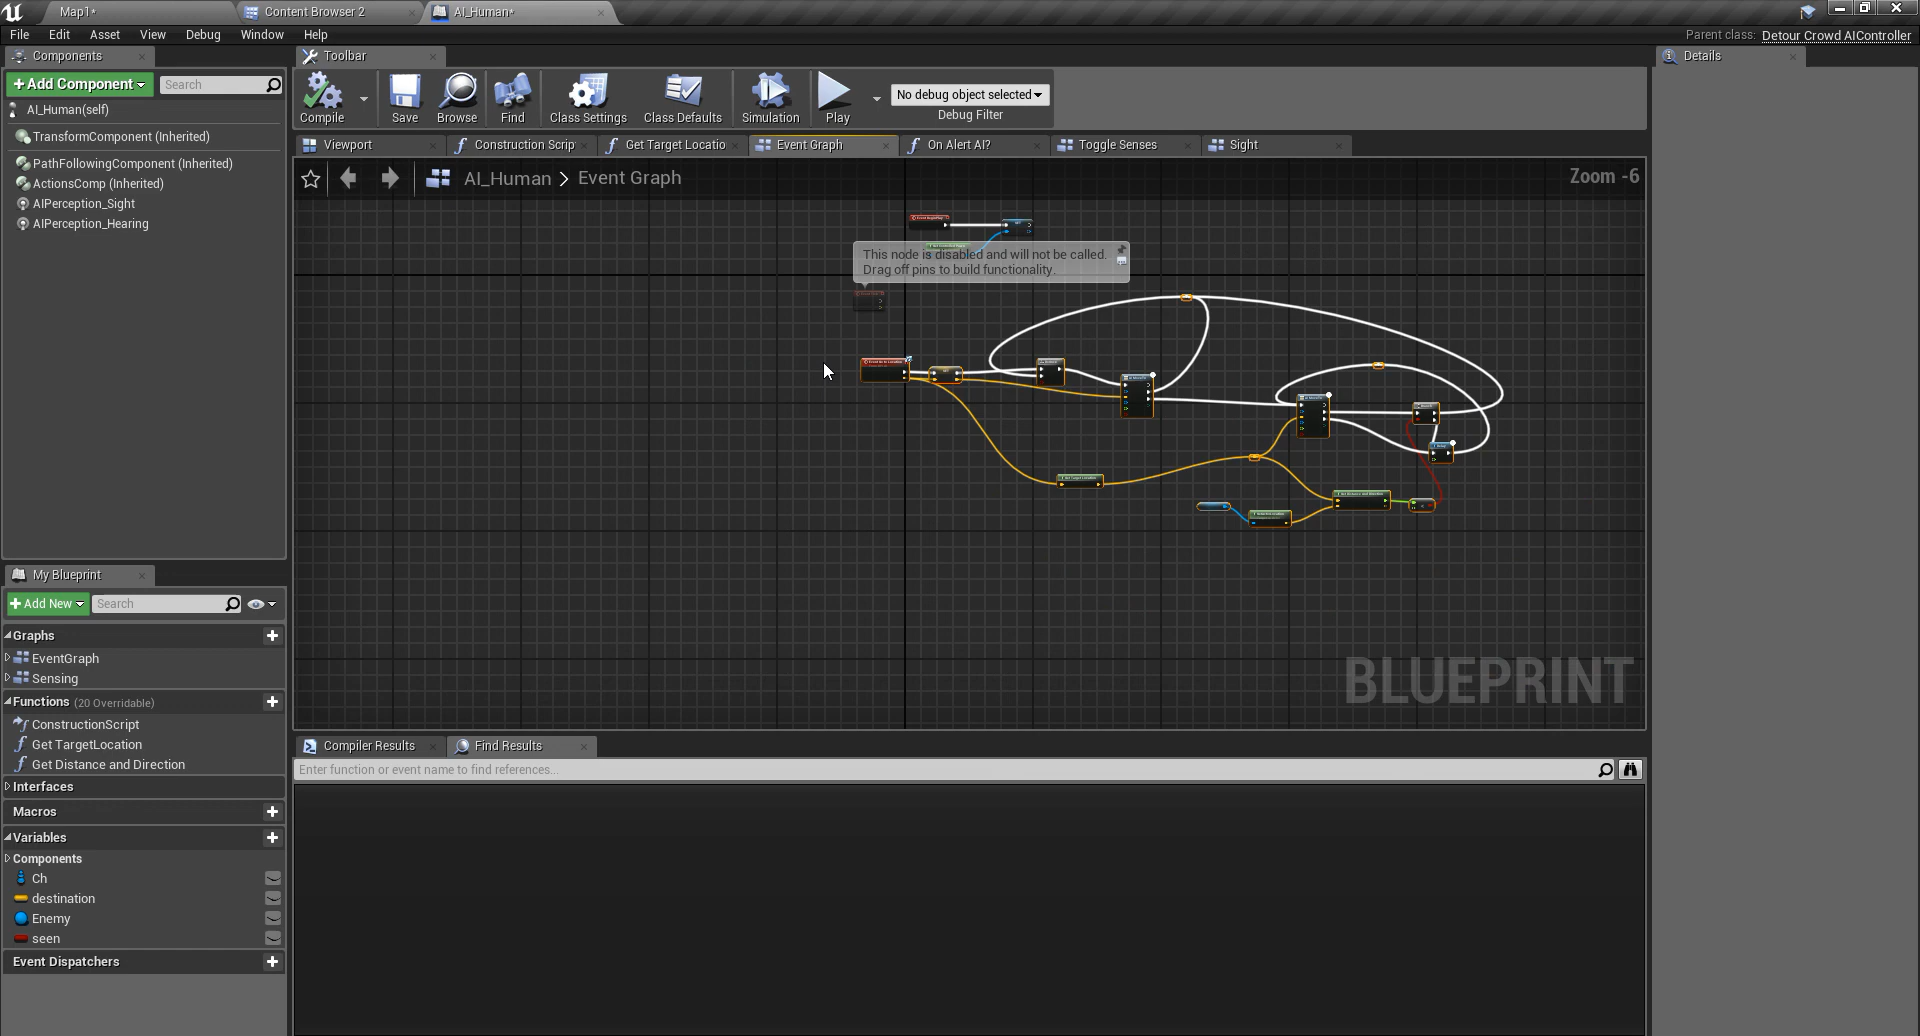 Map1*
Content Browser 2
AI_Human*
File
Edit
Asset
View
Debug
Window
Help
Parent class:
Detour Crowd AIController
Components
Toolbar
Details
Add Component
Search
AI_Human(self)
TransformComponent (Inherited)
PathFollowingComponent (Inherited)
ActionsComp (Inherited)
AIPerception_Sight
AIPerception_Hearing
Compile
Save
Browse
Find
Class Settings
Class Defaults
Simulation
Play
No debug object selected
Debug Filter
Viewport
Construction Scrip
Get Target Locatio
Event Graph
On Alert AI?
Toggle Senses
Sight
AI_Human > Event Graph
Zoom -6
Event BeginPlay
This node is disabled and will not be called.
Drag off pins to build functionality.
BLUEPRINT
My Blueprint
Add New
Search
Graphs
EventGraph
Sensing
Functions (20 Overridable)
ConstructionScript
Get TargetLocation
Get Distance and Direction
Interfaces
Macros
Variables
Components
Ch
destination
Enemy
seen
Event Dispatchers
Compiler Results
Find Results
Enter function or event name to find references...